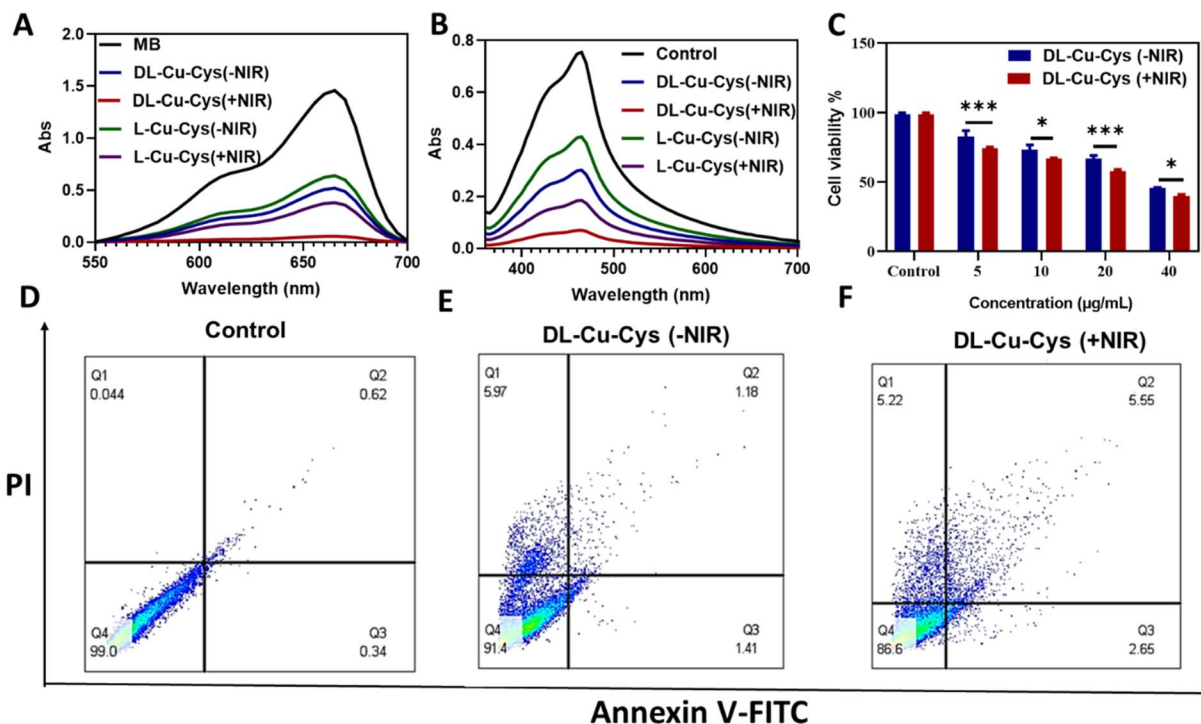 A
2.0
1.5
1.0
0.5
0.0
Abs
MB
DL-Cu-Cys(-NIR)
DL-Cu-Cys(+NIR)
L-Cu-Cys(-NIR)
L-Cu-Cys(+NIR)
550
600
650
700
Wavelength (nm)
B
0.8
0.6
0.4
0.2
0.0
Abs
Control
DL-Cu-Cys(-NIR)
DL-Cu-Cys(+NIR)
L-Cu-Cys(-NIR)
L-Cu-Cys(+NIR)
400
500
600
700
Wavelength (nm)
C
150
100
50
0
Cell viability %
DL-Cu-Cys (-NIR)
DL-Cu-Cys (+NIR)
***
*
***
*
Control
5
10
20
40
Concentration (µg/mL)
D
Control
Q1
0.044
Q2
0.62
Q4
99.0
Q3
0.34
E
DL-Cu-Cys (-NIR)
Q1
5.97
Q2
1.18
Q4
91.4
Q3
1.41
F
DL-Cu-Cys (+NIR)
Q1
5.22
Q2
5.55
Q4
86.6
Q3
2.65
PI
Annexin V-FITC